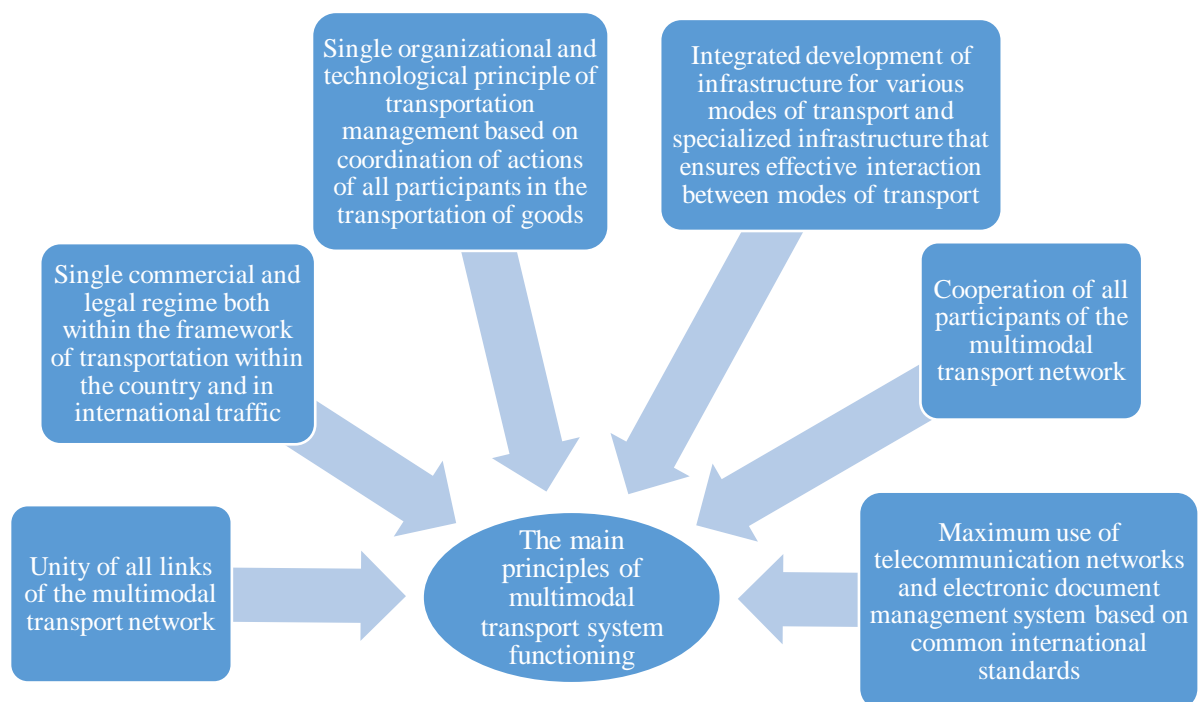 Single organizational and
technological principle of
transportation
management based on
coordination of actions
of all participants in the
transportation of goods
Integrated development of
infrastructure for various
modes of transport and
specialized infrastructure that
ensures effective interaction
between modes of transport
Single commercial and
legal regime both
within the framework
of transportation within
the country and in
international traffic
Cooperation of all
participants of the
multimodal
transport network
Unity of all links
of the multimodal
transport network
The main
principles of
multimodal
transport system
functioning
Maximum use of
telecommunication networks
and electronic document
management system based on
common international
standards